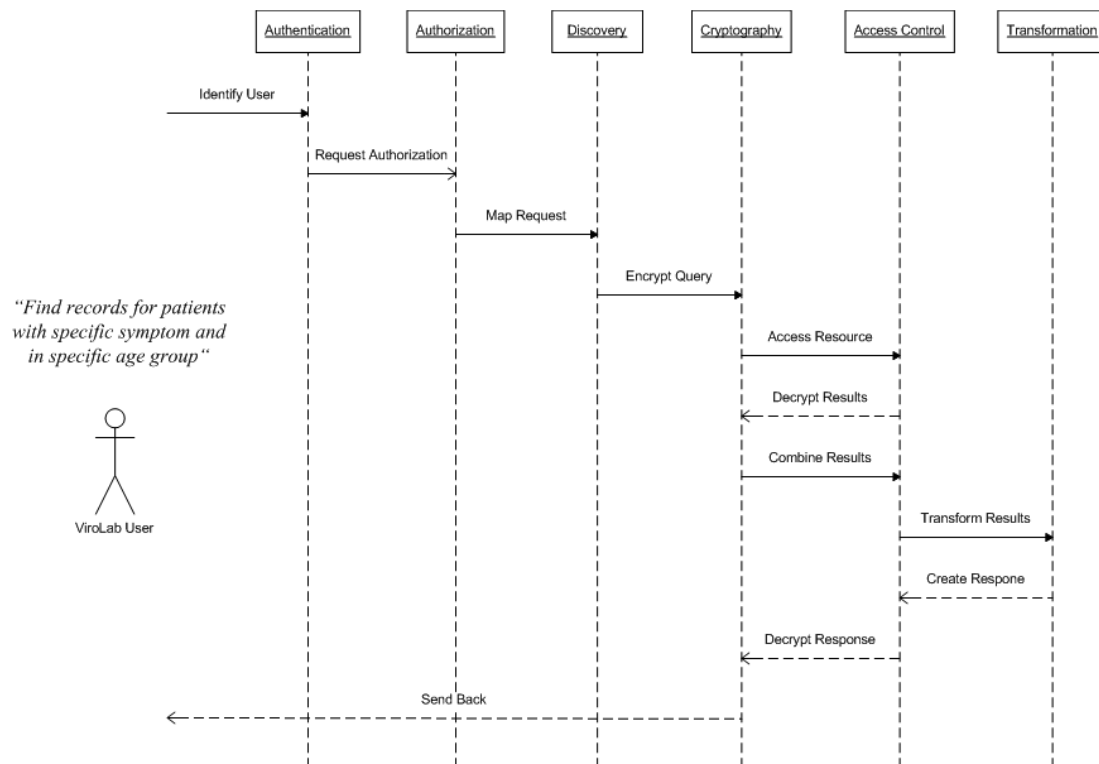 Authentication
Authorization
Discovery
Cryptography
Access Control
Transformation
Identify User
Request Authorization
Map Request
Encrypt Query
“Find records for patients
with specific symptom and
in specific age group“
Access Resource
Decrypt Results
Combine Results
ViroLab User
Transform Results
Create Respone
Decrypt Response
Send Back